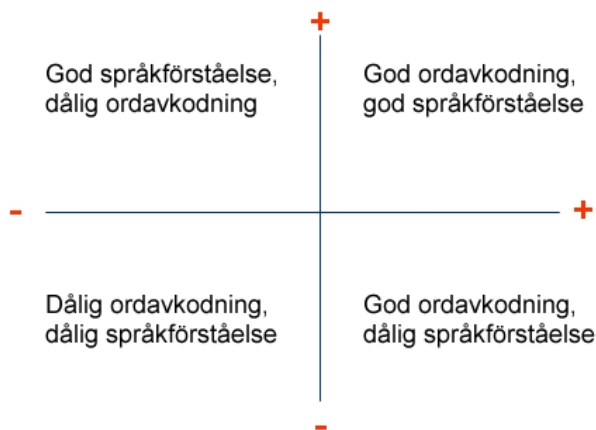 +
God språkförståelse,
dålig ordavkodning
God ordavkodning,
god språkförståelse
-
+
Dålig ordavkodning,
dålig språkförståelse
God ordavkodning,
dålig språkförståelse
-